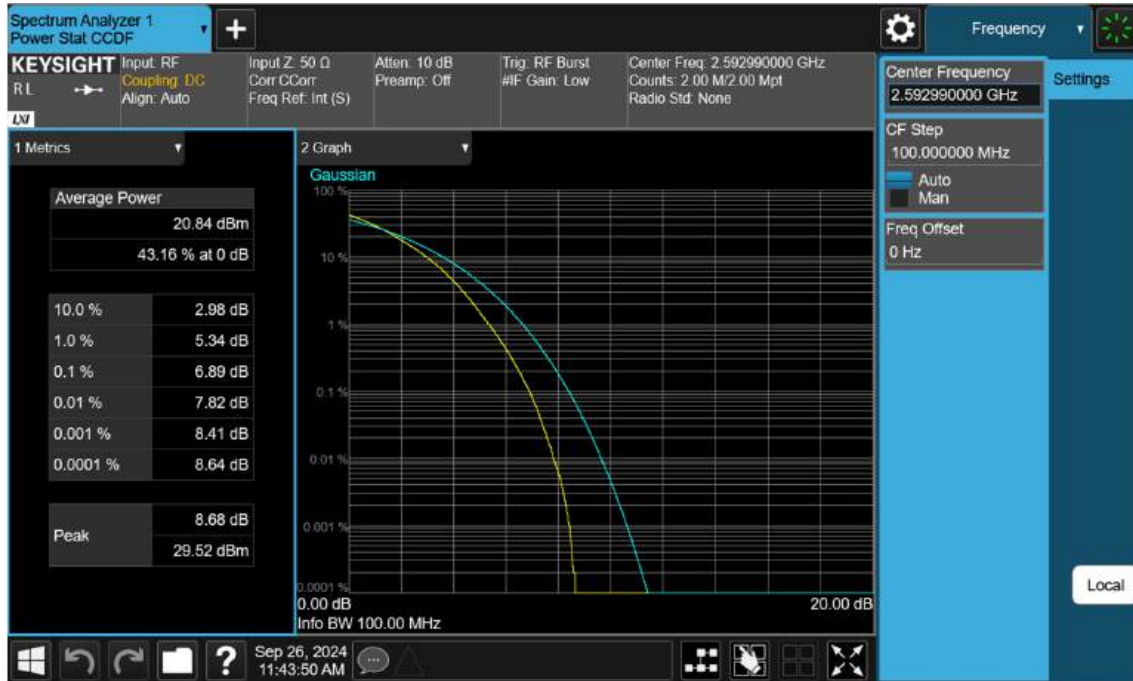 Spectrum Analyzer 1
Power Stat CCDF
Frequency
KEYSIGHT
R L
LXI
Input: RF
Coupling: DC
Align: Auto
Input Z: 50 Ω
Corr CCorr
Freq Ref: Int (S)
Atten: 10 dB
Preamp: Off
Trig: RF Burst
#IF Gain: Low
Center Freq: 2.592990000 GHz
Counts: 2.00 M/2.00 Mpt
Radio Std: None
Center Frequency
2.592990000 GHz
Settings
CF Step
100.000000 MHz
Auto
Man
Freq Offset
0 Hz
1 Metrics
Average Power
20.84 dBm
43.16 % at 0 dB
10.0 % 2.98 dB
1.0 % 5.34 dB
0.1 % 6.89 dB
0.01 % 7.82 dB
0.001 % 8.41 dB
0.0001 % 8.64 dB
Peak
8.68 dB
29.52 dBm
2 Graph
Gaussian
100 %
10 %
1 %
0.1 %
0.01 %
0.001 %
0.0001 %
0.00 dB 20.00 dB
Info BW 100.00 MHz
Local
?
Sep 26, 2024
11:43:50 AM